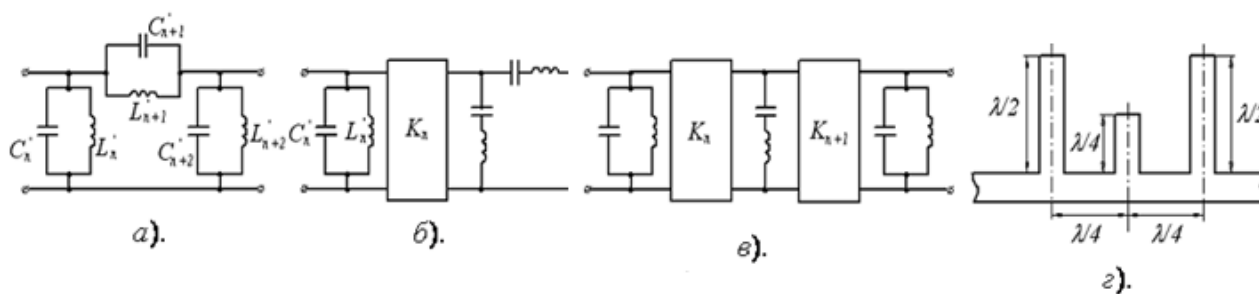 C'n+1
L'n+1
C'n
L'n
C'n+2
L'n+2
а).
C'n
L'n
Kn
б).
Kn
Kn+1
в).
λ/2
λ/4
λ/2
λ/4
λ/4
г).